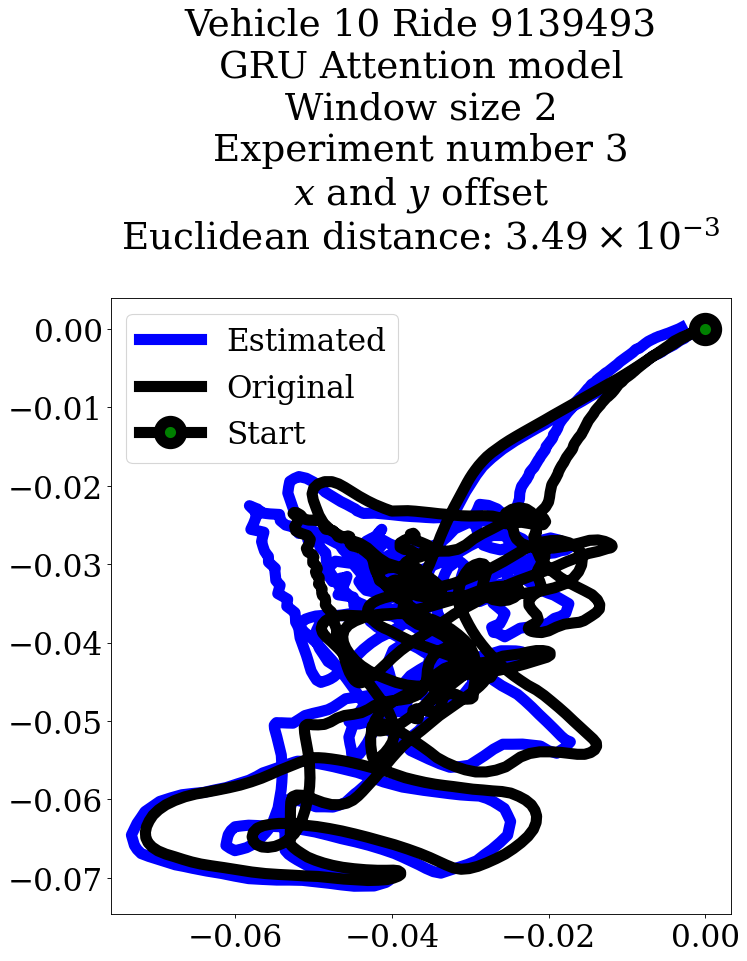 Vehicle 10 Ride 9139493
GRU Attention model
Window size 2
Experiment number 3
x and y offset
Euclidean distance: 3.49 × 10⁻³
Estimated
Original
Start
0.00
−0.01
−0.02
−0.03
−0.04
−0.05
−0.06
−0.07
−0.06
−0.04
−0.02
0.00